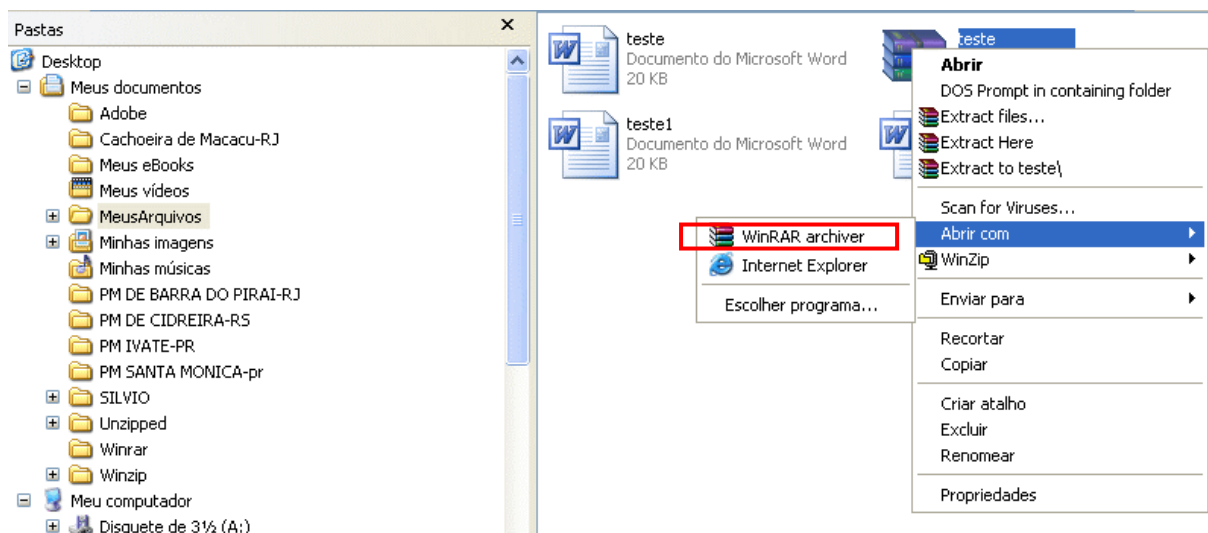 Pastas
Desktop
Meus documentos
Adobe
Cachoeira de Macacu-RJ
Meus eBooks
Meus vídeos
MeusArquivos
Minhas imagens
Minhas músicas
PM DE BARRA DO PIRAI-RJ
PM DE CIDREIRA-RS
PM IVATE-PR
PM SANTA MONICA-pr
SILVIO
Unzipped
Winrar
Winzip
Meu computador
Disquete de 3½ (A:)
teste
Documento do Microsoft Word
20 KB
teste1
Documento do Microsoft Word
20 KB
teste
Abrir
DOS Prompt in containing folder
Extract files...
Extract Here
Extract to teste\
Scan for Viruses...
Abrir com
WinZip
Enviar para
Recortar
Copiar
Criar atalho
Excluir
Renomear
Propriedades
WinRAR archiver
Internet Explorer
Escolher programa...